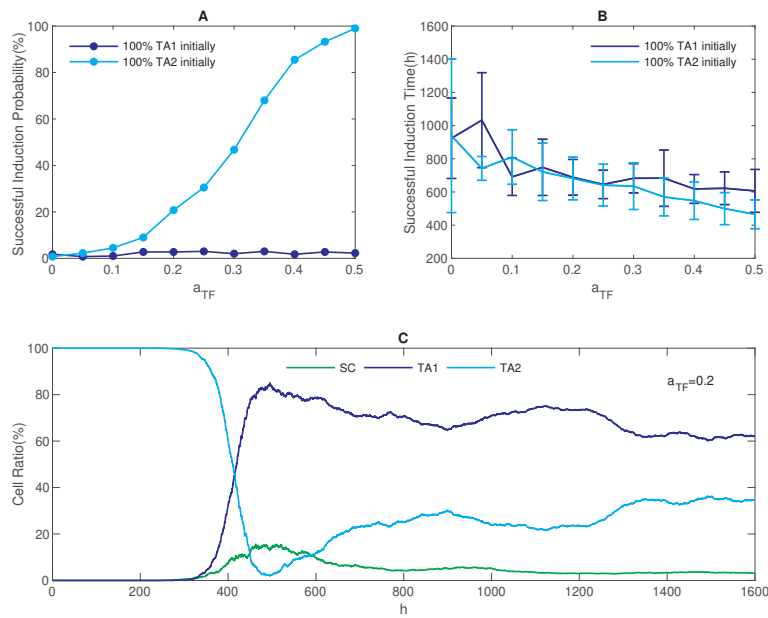 A
Successful Induction Probability(%)
100
80
60
40
20
0
100% TA1 initially
100% TA2 initially
0 0.1 0.2 0.3 0.4 0.5
a_TF
B
Successful Induction Time(h)
1600
1400
1200
1000
800
600
400
200
100% TA1 initially
100% TA2 initially
0 0.1 0.2 0.3 0.4 0.5
a_TF
C
Cell Ratio(%)
100
80
60
40
20
0
SC TA1 TA2
a_TF=0.2
0 200 400 600 800 1000 1200 1400 1600
h